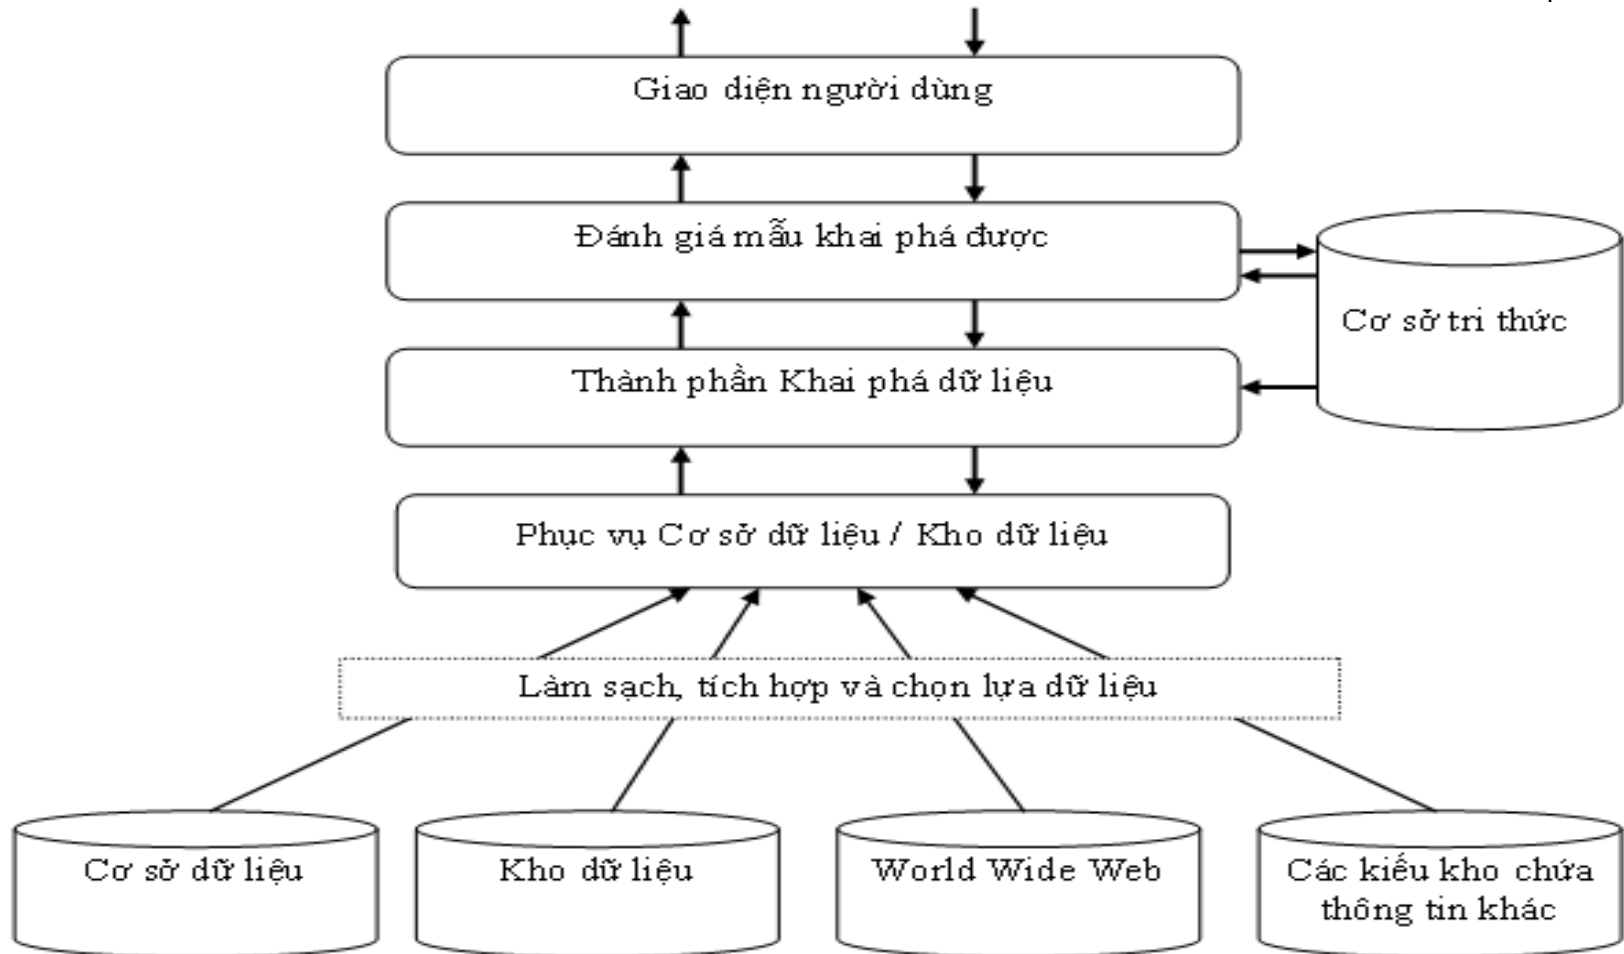 Giao diện người dùng
Đánh giá mẫu khai phá được
Cơ sở tri thức
Thành phần Khai phá dữ liệu
Phục vụ Cơ sở dữ liệu / Kho dữ liệu
Làm sạch, tích hợp và chọn lựa dữ liệu
Cơ sở dữ liệu
Kho dữ liệu
World Wide Web
Các kiểu kho chứa
thông tin khác